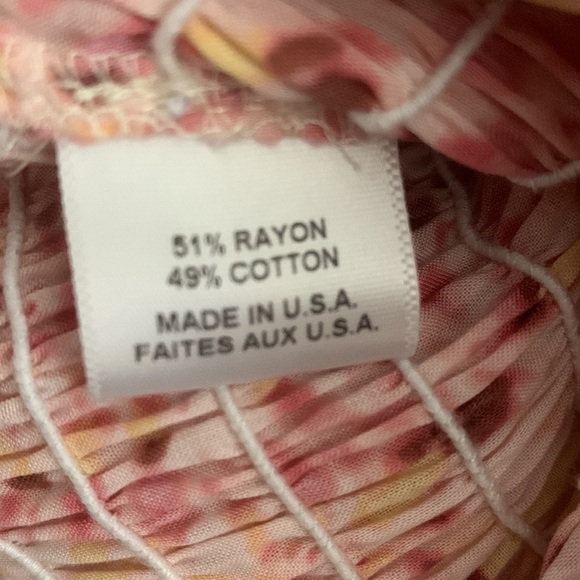 51% RAYON
49% COTTON
MADE IN U.S.A.
FAITES AUX U.S.A.